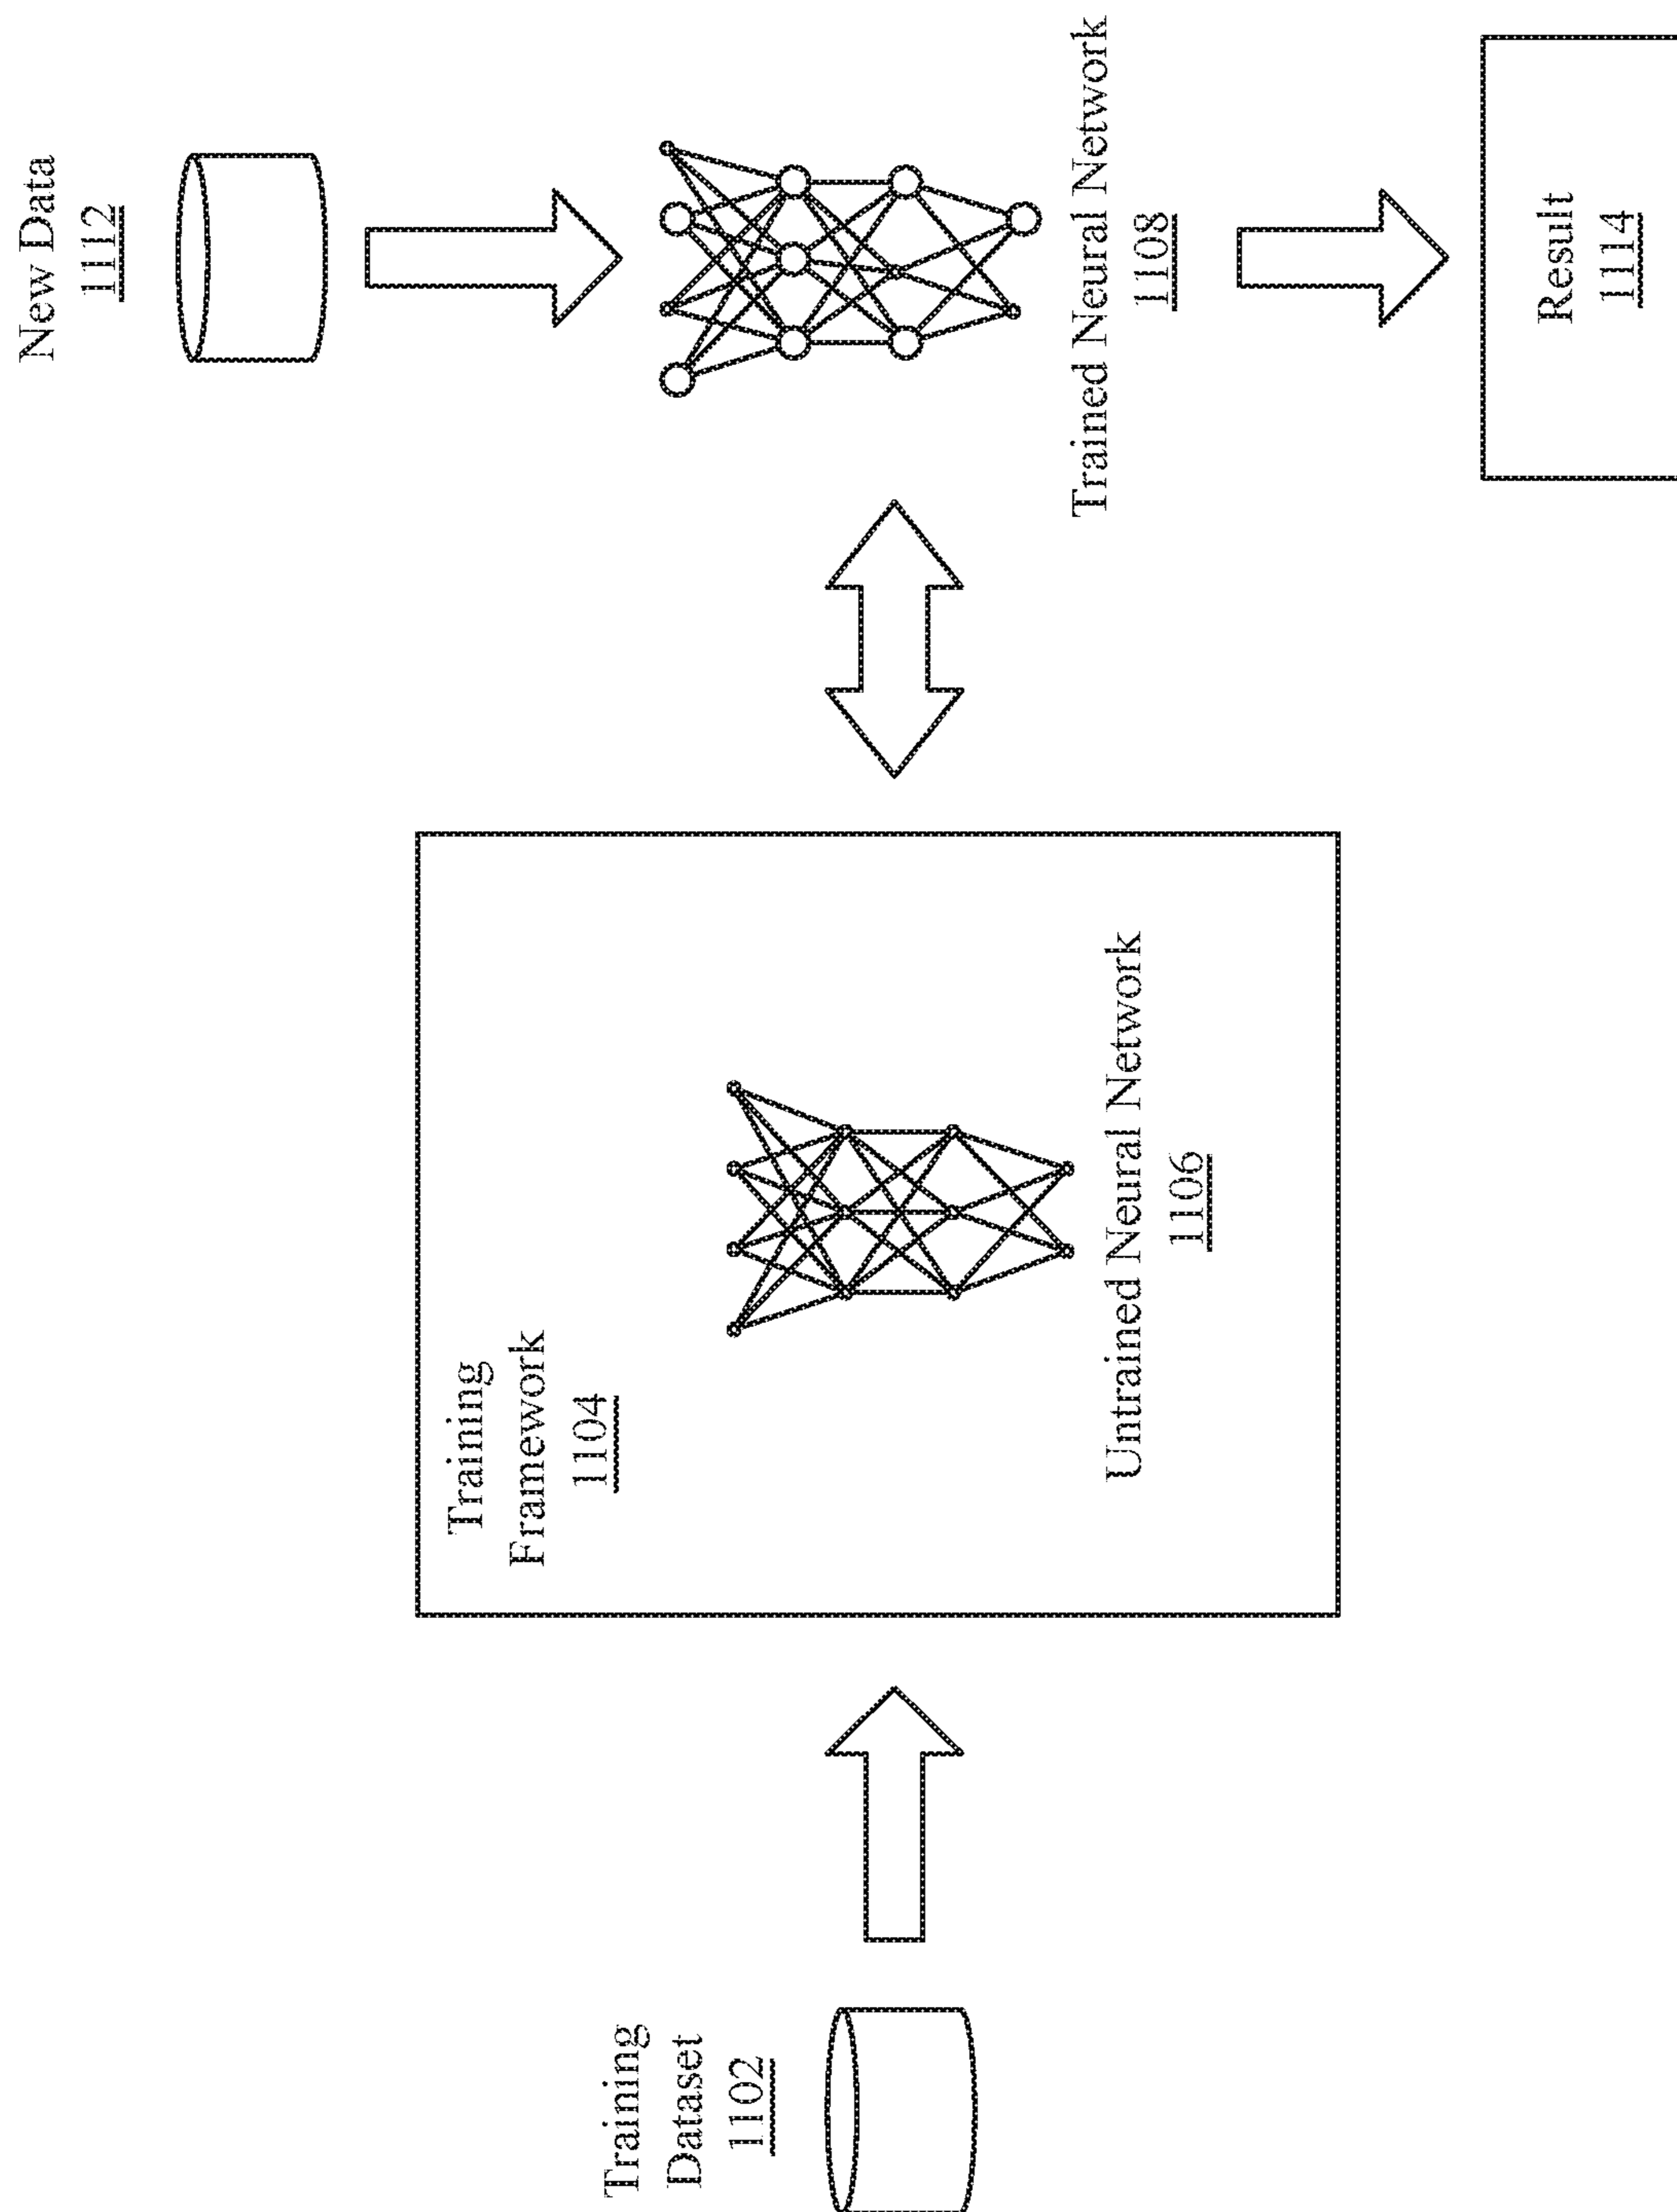 Training
Dataset
1102
Training
Framework
1104
Untrained Neural Network
1106
New Data
1112
Trained Neural Network
1108
Result
1114